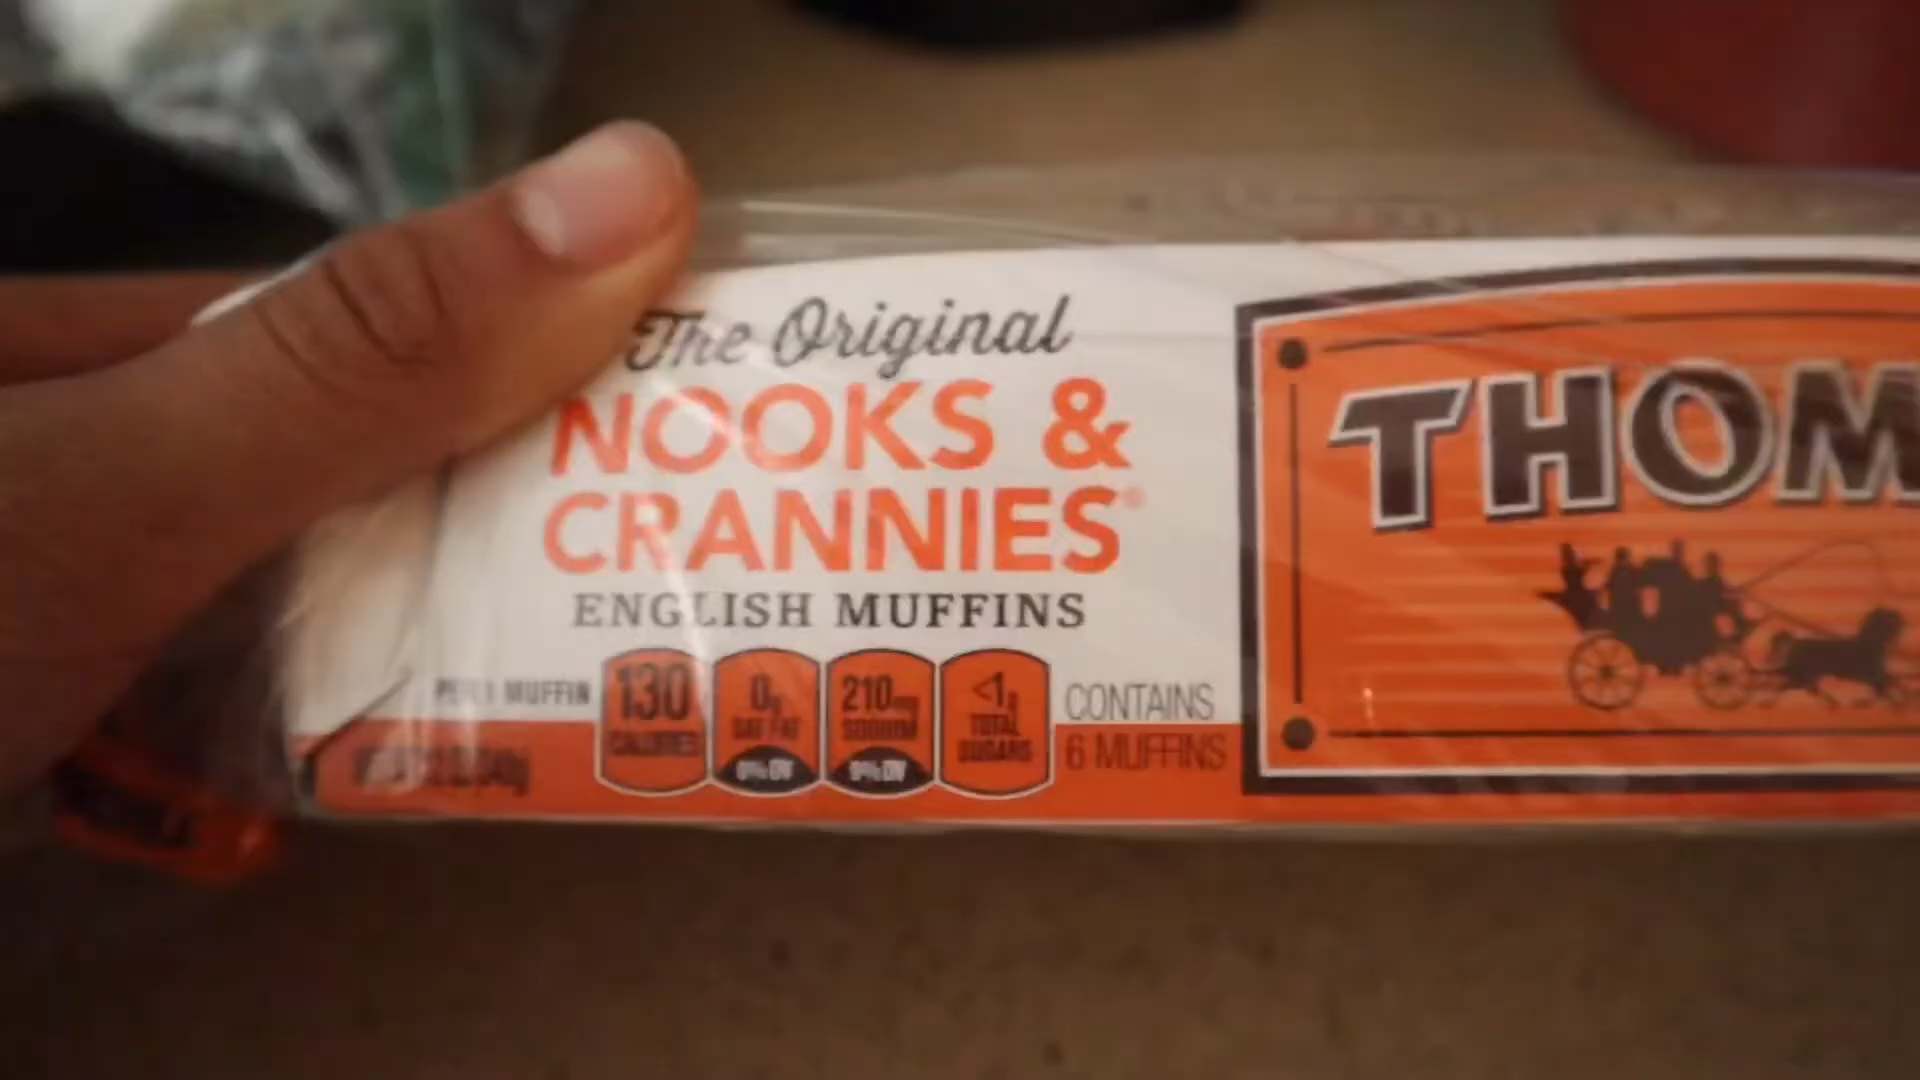 The Original
NOOKS &
CRANNIES®
ENGLISH MUFFINS
PER 1 MUFFIN
130
CALORIES
0g
SAT FAT
0% DV
210mg
SODIUM
9% DV
<1g
TOTAL
SUGARS
CONTAINS
6 MUFFINS
THOM